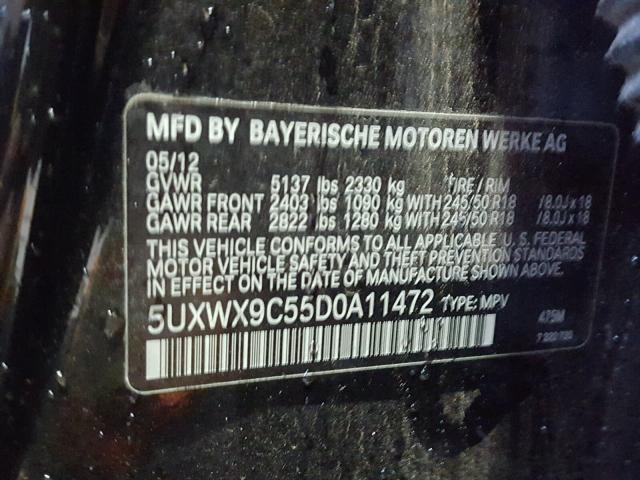 MFD BY BAYERISCHE MOTOREN WERKE AG
05/12
GVWR 5137 lbs 2330 kg TIRE / RIM
GAWR FRONT 2403 lbs 1090 kg WITH 245/50 R18 /8.0J x 18
GAWR REAR 2822 lbs 1280 kg WITH 245/50 R18 /8.0J x 18
THIS VEHICLE CONFORMS TO ALL APPLICABLE U.S. FEDERAL
MOTOR VEHICLE SAFETY AND THEFT PREVENTION STANDARDS
IN EFFECT ON THE DATE OF MANUFACTURE SHOWN ABOVE.
5UXWX9C55D0A11472 TYPE: MPV 475M